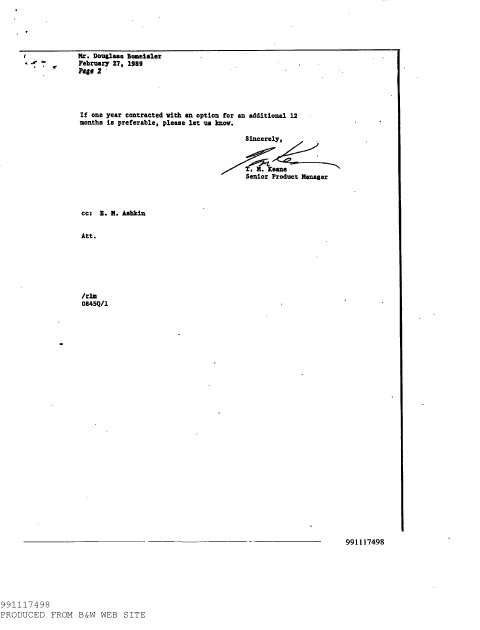 Mr. Douglass Bomeisler
February 27, 1989
Page 2
If one year contracted with an option for an additional 12
months is preferable, please let us know.
Sincerely,
T. M. Keane
Senior Product Manager
cc: E. M. Ashkin
Att.
/rlm
0845Q/1
991117498
991117498
PRODUCED FROM B&W WEB SITE